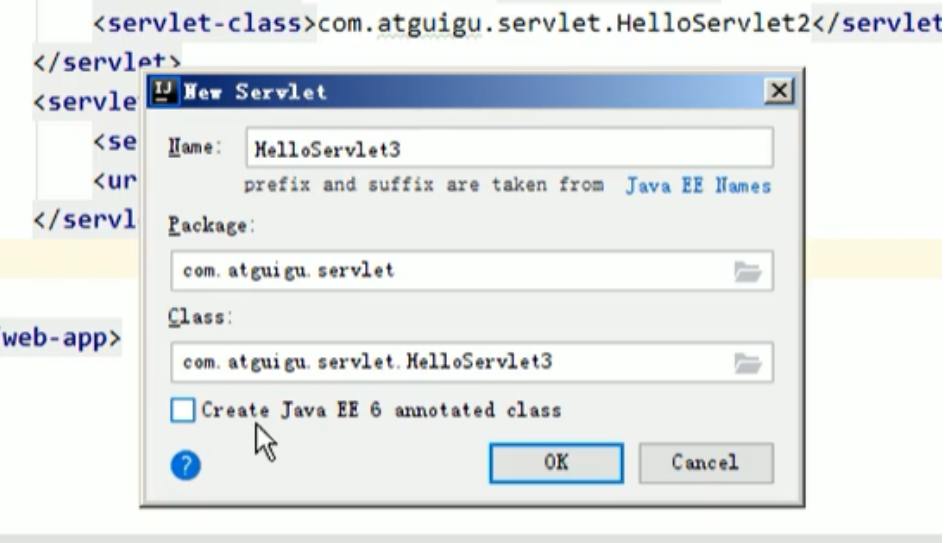 <servlet-class>com.atguigu.servlet.HelloServlet2</servlet
</servlet>
<servle
<se
<ur
</servl
web-app>
New Servlet
Name: HelloServlet3
prefix and suffix are taken from Java EE Names
Package:
com.atguigu.servlet
Class:
com.atguigu.servlet.HelloServlet3
Create Java EE 6 annotated class
? OK Cancel